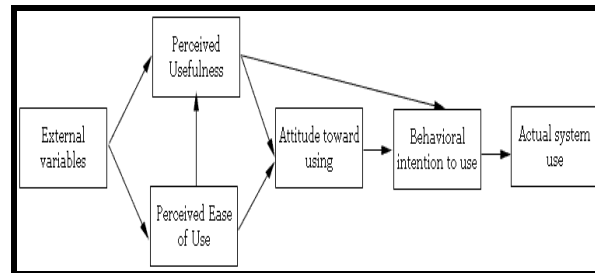 Perceived
Usefulness
External
variables
Attitude toward
using
Behavioral
intention to use
Actual system
use
Perceived Ease
of Use